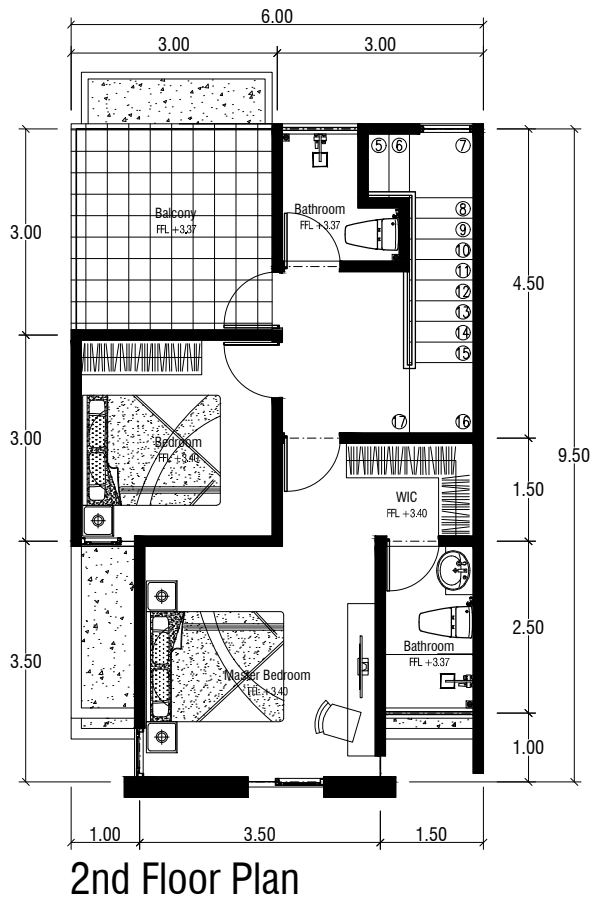 6.00
3.00 3.00
5 6 7
Balcony
FFL +3.37
Bathroom
FFL +3.37
8
9
10
11
12
13
14
15
17 16
3.00
4.50
3.00
9.50
Bedroom
FFL +3.40
WIC
FFL +3.40
1.50
3.50
2.50
Bathroom
FFL +3.37
Master Bedroom
FFL +3.40
1.00
1.00 3.50 1.50
2nd Floor Plan